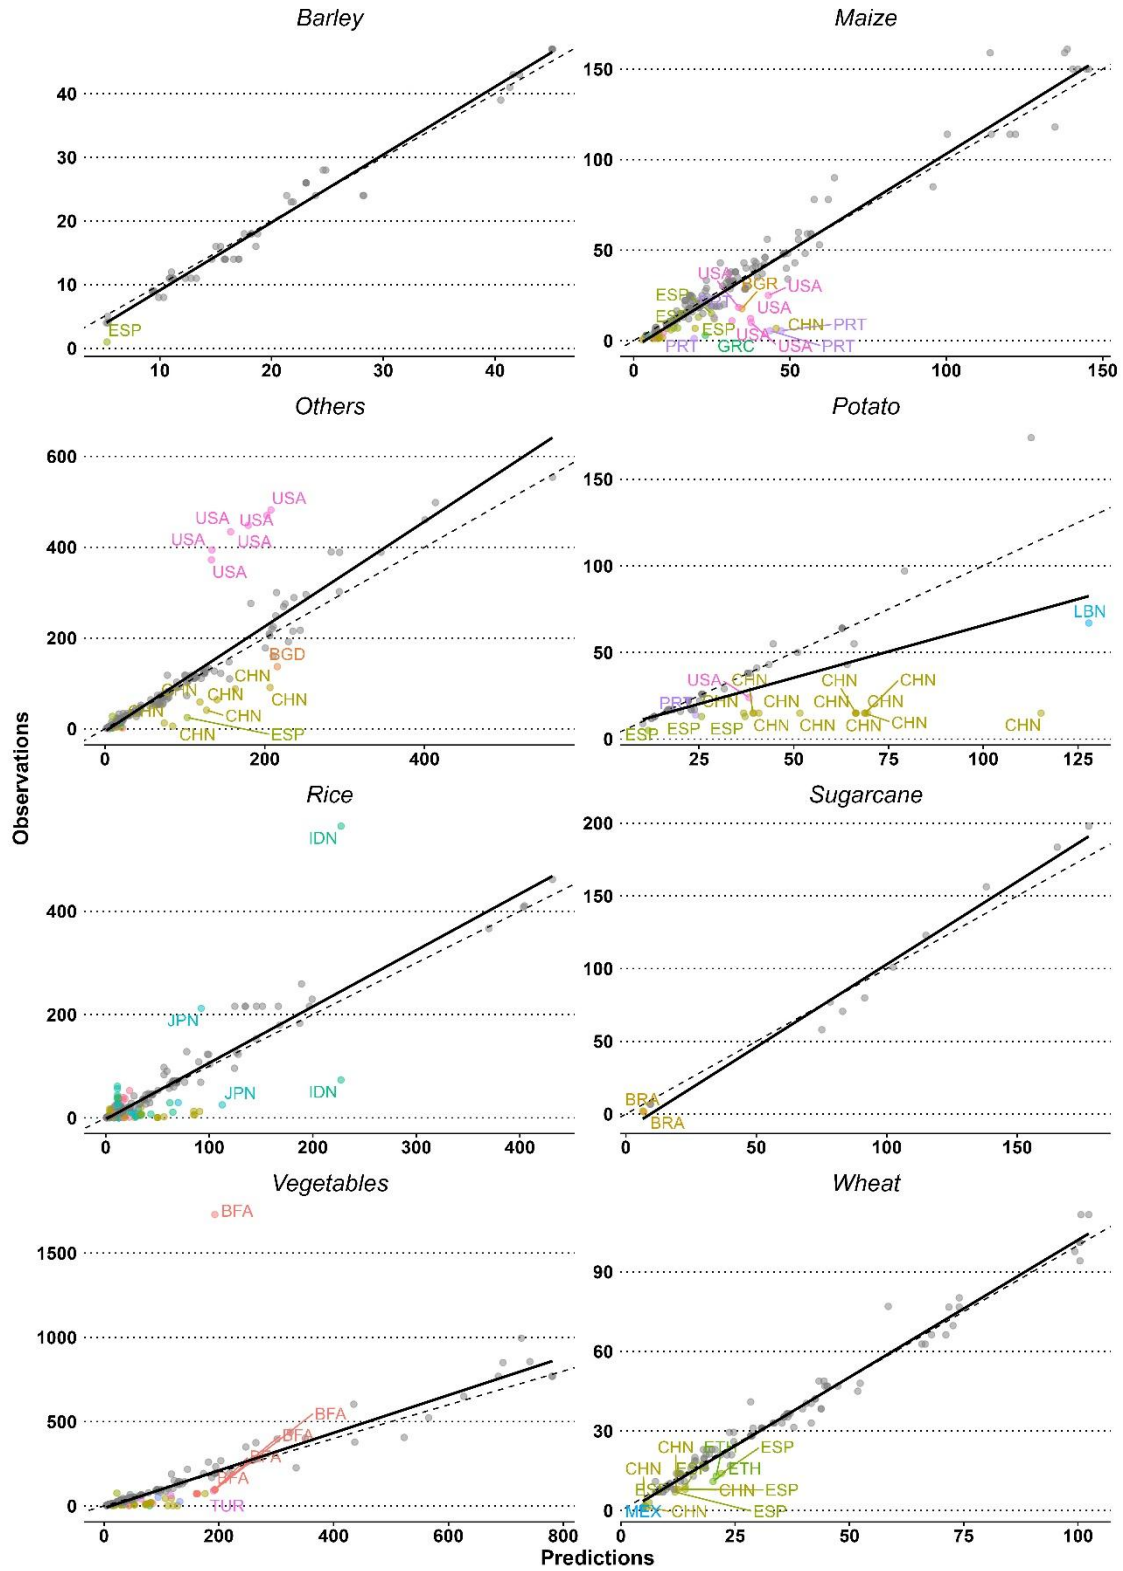 Barley
Maize
40
30
20
10
0
ESP
10
20
30
40
150
100
50
0
USA
BGR
USA
ESP
USA
ESP
CHN
PRT
PRT
GRC
USA
USA
PRT
0
50
100
150
Others
Potato
600
400
200
0
USA
USA
USA
USA
USA
USA
BGD
CHN
CHN
CHN
CHN
CHN
CHN
CHN
ESP
0
200
400
150
100
50
0
LBN
USA
CHN
CHN
CHN
PRT
CHN
CHN
CHN
ESP
ESP
ESP
CHN
CHN
CHN
CHN
CHN
25
50
75
100
125
Observations
Rice
Sugarcane
400
200
0
IDN
JPN
JPN
IDN
0
100
200
300
400
200
150
100
50
0
BRA
BRA
0
50
100
150
Vegetables
Wheat
1500
1000
500
0
BFA
BFA
BFA
BFA
BFA
TUR
0
200
400
600
800
90
60
30
0
CHN
ETH
ESP
CHN
ESP
ETH
ESP
CHN
ESP
MEX
CHN
ESP
0
25
50
75
100
Predictions